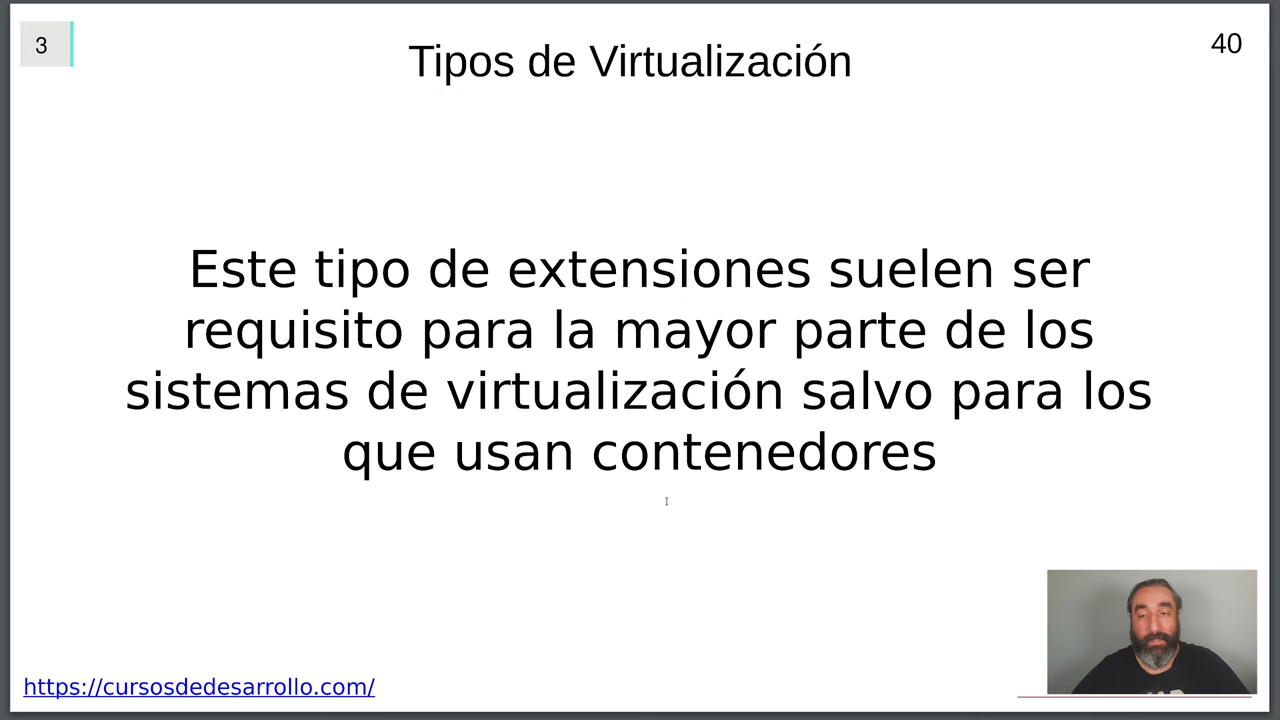 3
Tipos de Virtualización
40
Este tipo de extensiones suelen ser
requisito para la mayor parte de los
sistemas de virtualización salvo para los
que usan contenedores
https://cursosdedesarrollo.com/